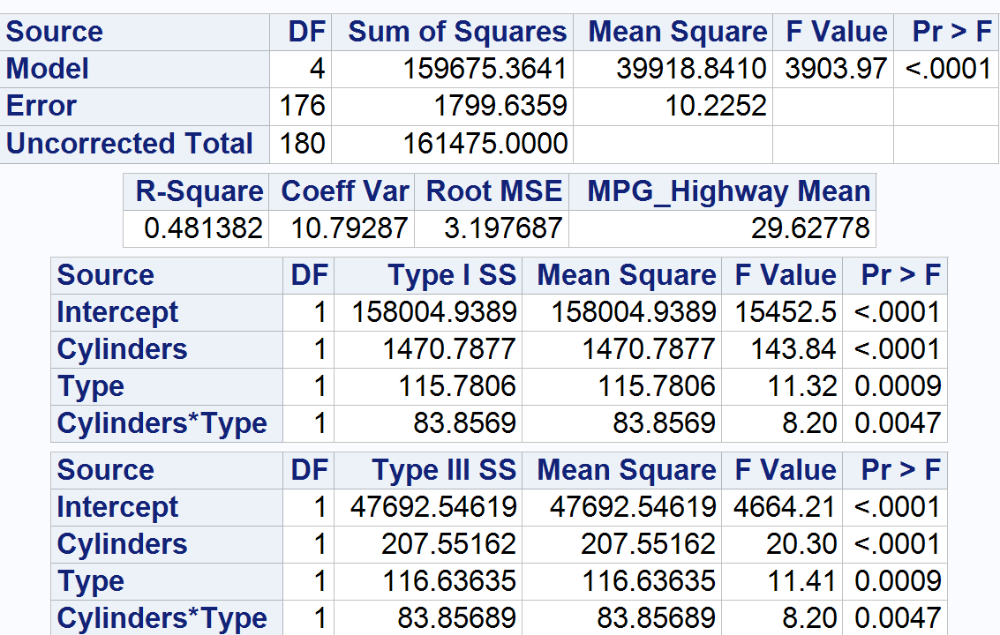 Source DF Sum of Squares Mean Square F Value Pr > F
Model 4 159675.3641 39918.8410 3903.97 <.0001
Error 176 1799.6359 10.2252
Uncorrected Total 180 161475.0000
R-Square Coeff Var Root MSE MPG_Highway Mean
0.481382 10.79287 3.197687 29.62778
Source DF Type I SS Mean Square F Value Pr > F
Intercept 1 158004.9389 158004.9389 15452.5 <.0001
Cylinders 1 1470.7877 1470.7877 143.84 <.0001
Type 1 115.7806 115.7806 11.32 0.0009
Cylinders*Type 1 83.8569 83.8569 8.20 0.0047
Source DF Type III SS Mean Square F Value Pr > F
Intercept 1 47692.54619 47692.54619 4664.21 <.0001
Cylinders 1 207.55162 207.55162 20.30 <.0001
Type 1 116.63635 116.63635 11.41 0.0009
Cylinders*Type 1 83.85689 83.85689 8.20 0.0047